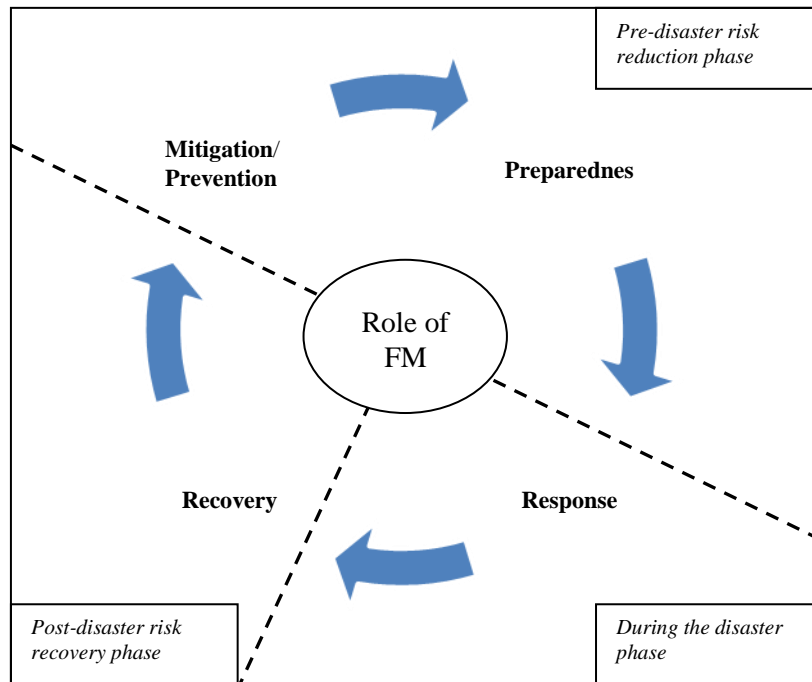 Pre-disaster risk
reduction phase
Mitigation/
Prevention
Preparednes
Role of
FM
Recovery
Response
Post-disaster risk
recovery phase
During the disaster
phase